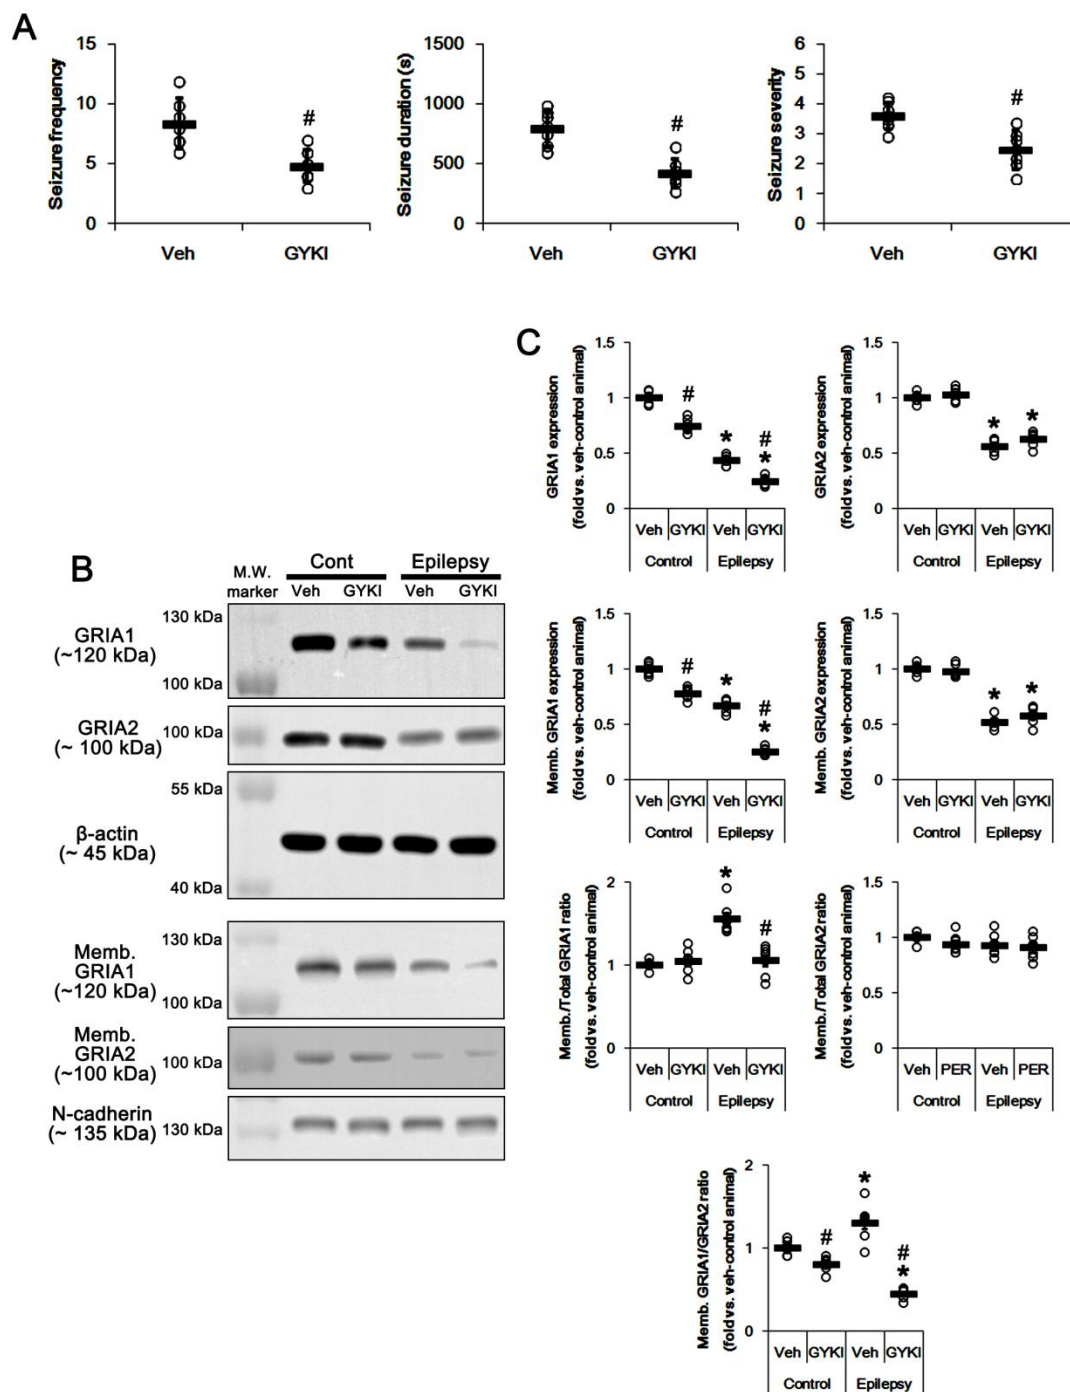 A
Seizure frequency
15
10
5
0
#
Veh GYKI
Seizure duration (s)
1500
1000
500
0
#
Veh GYKI
Seizure severity
6
5
4
3
2
1
0
#
Veh GYKI
B
M.W.
marker
Cont Epilepsy
Veh GYKI Veh GYKI
GRIA1
(~120 kDa)
130 kDa
100 kDa
GRIA2
(~ 100 kDa)
100 kDa
β-actin
(~ 45 kDa)
55 kDa
40 kDa
Memb.
GRIA1
(~120 kDa)
130 kDa
100 kDa
Memb.
GRIA2
(~100 kDa)
100 kDa
N-cadherin
(~ 135 kDa)
130 kDa
C
GRIA1 expression
(fold vs. veh-control animal)
1.5
1
0.5
0
#
*
#
*
Veh GYKI Veh GYKI
Control Epilepsy
GRIA2 expression
(fold vs. veh-control animal)
1.5
1
0.5
0
* *
Veh GYKI Veh GYKI
Control Epilepsy
Memb. GRIA1 expression
(fold vs. veh-control animal)
1.5
1
0.5
0
#
*
#
*
Veh GYKI Veh GYKI
Control Epilepsy
Memb. GRIA2 expression
(fold vs. veh-control animal)
1.5
1
0.5
0
* *
Veh GYKI Veh GYKI
Control Epilepsy
Memb./Total GRIA1 ratio
(fold vs. veh-control animal)
2
1
0
*
#
Veh GYKI Veh GYKI
Control Epilepsy
Memb./Total GRIA2 ratio
(fold vs. veh-control animal)
1.5
1
0.5
0
Veh PER Veh PER
Control Epilepsy
Memb. GRIA1/GRIA2 ratio
(fold vs. veh-control animal)
2
1
0
#
*
#
*
Veh GYKI Veh GYKI
Control Epilepsy